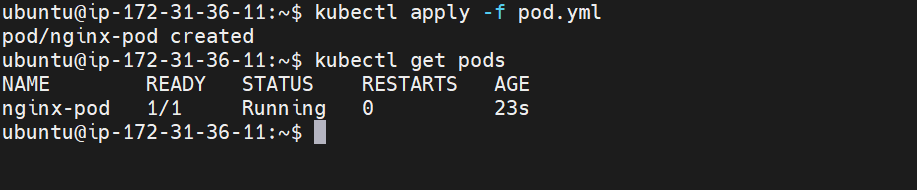 ubuntu@ip-172-31-36-11:~$ kubectl apply -f pod.yml
pod/nginx-pod created
ubuntu@ip-172-31-36-11:~$ kubectl get pods
NAME        READY   STATUS    RESTARTS   AGE
nginx-pod   1/1     Running   0          23s
ubuntu@ip-172-31-36-11:~$